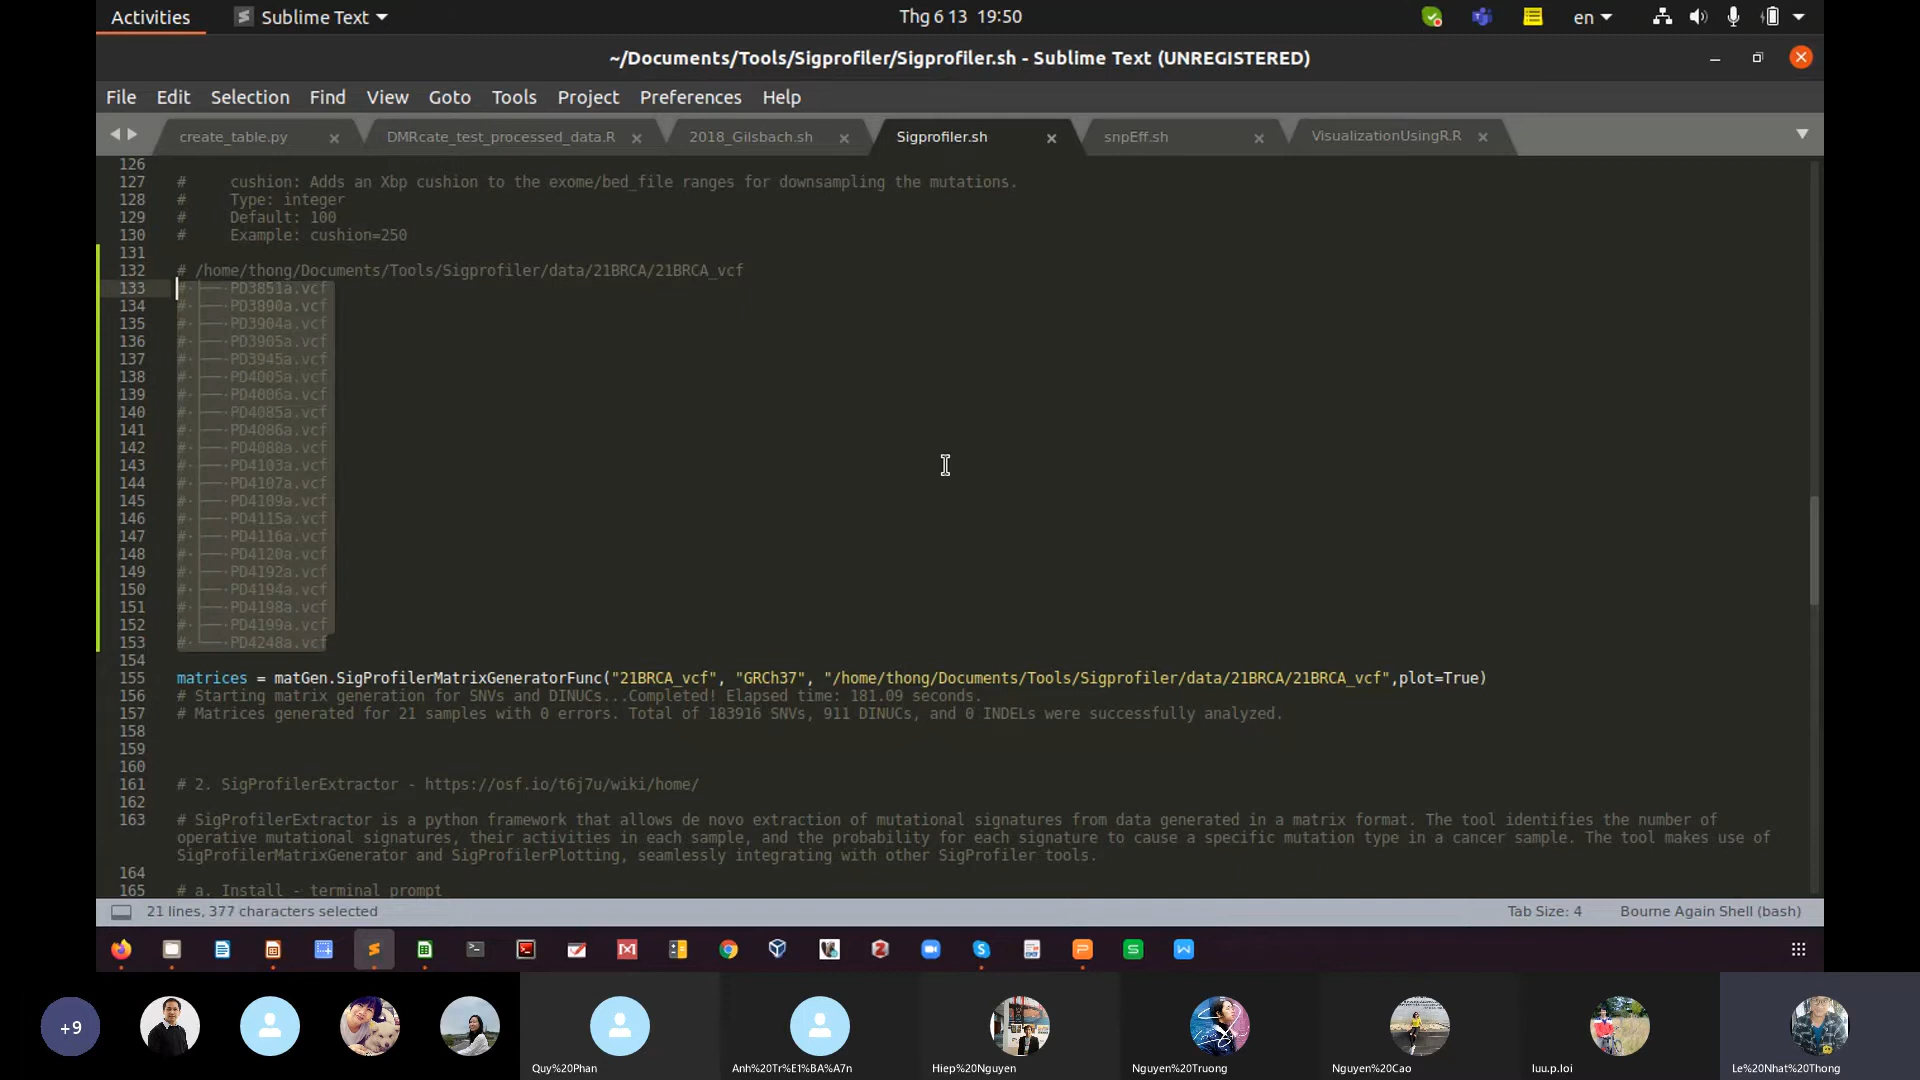 Activities
Sublime Text
Thg 6 13 19:50
en
~/Documents/Tools/Sigprofiler/Sigprofiler.sh - Sublime Text (UNREGISTERED)
File Edit Selection Find View Goto Tools Project Preferences Help
create_table.py
DMRcate_test_processed_data.R
2018_Gilsbach.sh
Sigprofiler.sh
snpEff.sh
VisualizationUsingR.R
126
127 # cushion: Adds an Xbp cushion to the exome/bed_file ranges for downsampling the mutations.
128 # Type: integer
129 # Default: 100
130 # Example: cushion=250
131
132 # /home/thong/Documents/Tools/Sigprofiler/data/21BRCA/21BRCA_vcf
133 # ├── PD3851a.vcf
134 # ├── PD3890a.vcf
135 # ├── PD3904a.vcf
136 # ├── PD3905a.vcf
137 # ├── PD3945a.vcf
138 # ├── PD4005a.vcf
139 # ├── PD4006a.vcf
140 # ├── PD4085a.vcf
141 # ├── PD4086a.vcf
142 # ├── PD4088a.vcf
143 # ├── PD4103a.vcf
144 # ├── PD4107a.vcf
145 # ├── PD4109a.vcf
146 # ├── PD4115a.vcf
147 # ├── PD4116a.vcf
148 # ├── PD4120a.vcf
149 # ├── PD4192a.vcf
150 # ├── PD4194a.vcf
151 # ├── PD4198a.vcf
152 # ├── PD4199a.vcf
153 # └── PD4248a.vcf
154
155 matrices = matGen.SigProfilerMatrixGeneratorFunc("21BRCA_vcf", "GRCh37", "/home/thong/Documents/Tools/Sigprofiler/data/21BRCA/21BRCA_vcf",plot=True)
156 # Starting matrix generation for SNVs and DINUCs...Completed! Elapsed time: 181.09 seconds.
157 # Matrices generated for 21 samples with 0 errors. Total of 183916 SNVs, 911 DINUCs, and 0 INDELs were successfully analyzed.
158
159
160
161 # 2. SigProfilerExtractor - https://osf.io/t6j7u/wiki/home/
162
163 # SigProfilerExtractor is a python framework that allows de novo extraction of mutational signatures from data generated in a matrix format. The tool identifies the number of
operative mutational signatures, their activities in each sample, and the probability for each signature to cause a specific mutation type in a cancer sample. The tool makes use of
SigProfilerMatrixGenerator and SigProfilerPlotting, seamlessly integrating with other SigProfiler tools.
164
165 # a. Install - terminal prompt
21 lines, 377 characters selected
Tab Size: 4
Bourne Again Shell (bash)
+9
Quy%20Phan
Anh%20Tr%E1%BA%A7n
Hiep%20Nguyen
Nguyen%20Truong
Nguyen%20Cao
luu.p.loi
Le%20Nhat%20Thong